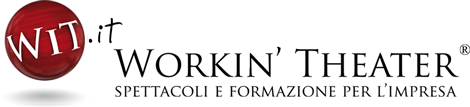 WIT.it
WORKIN' THEATER®
SPETTACOLI E FORMAZIONE PER L'IMPRESA